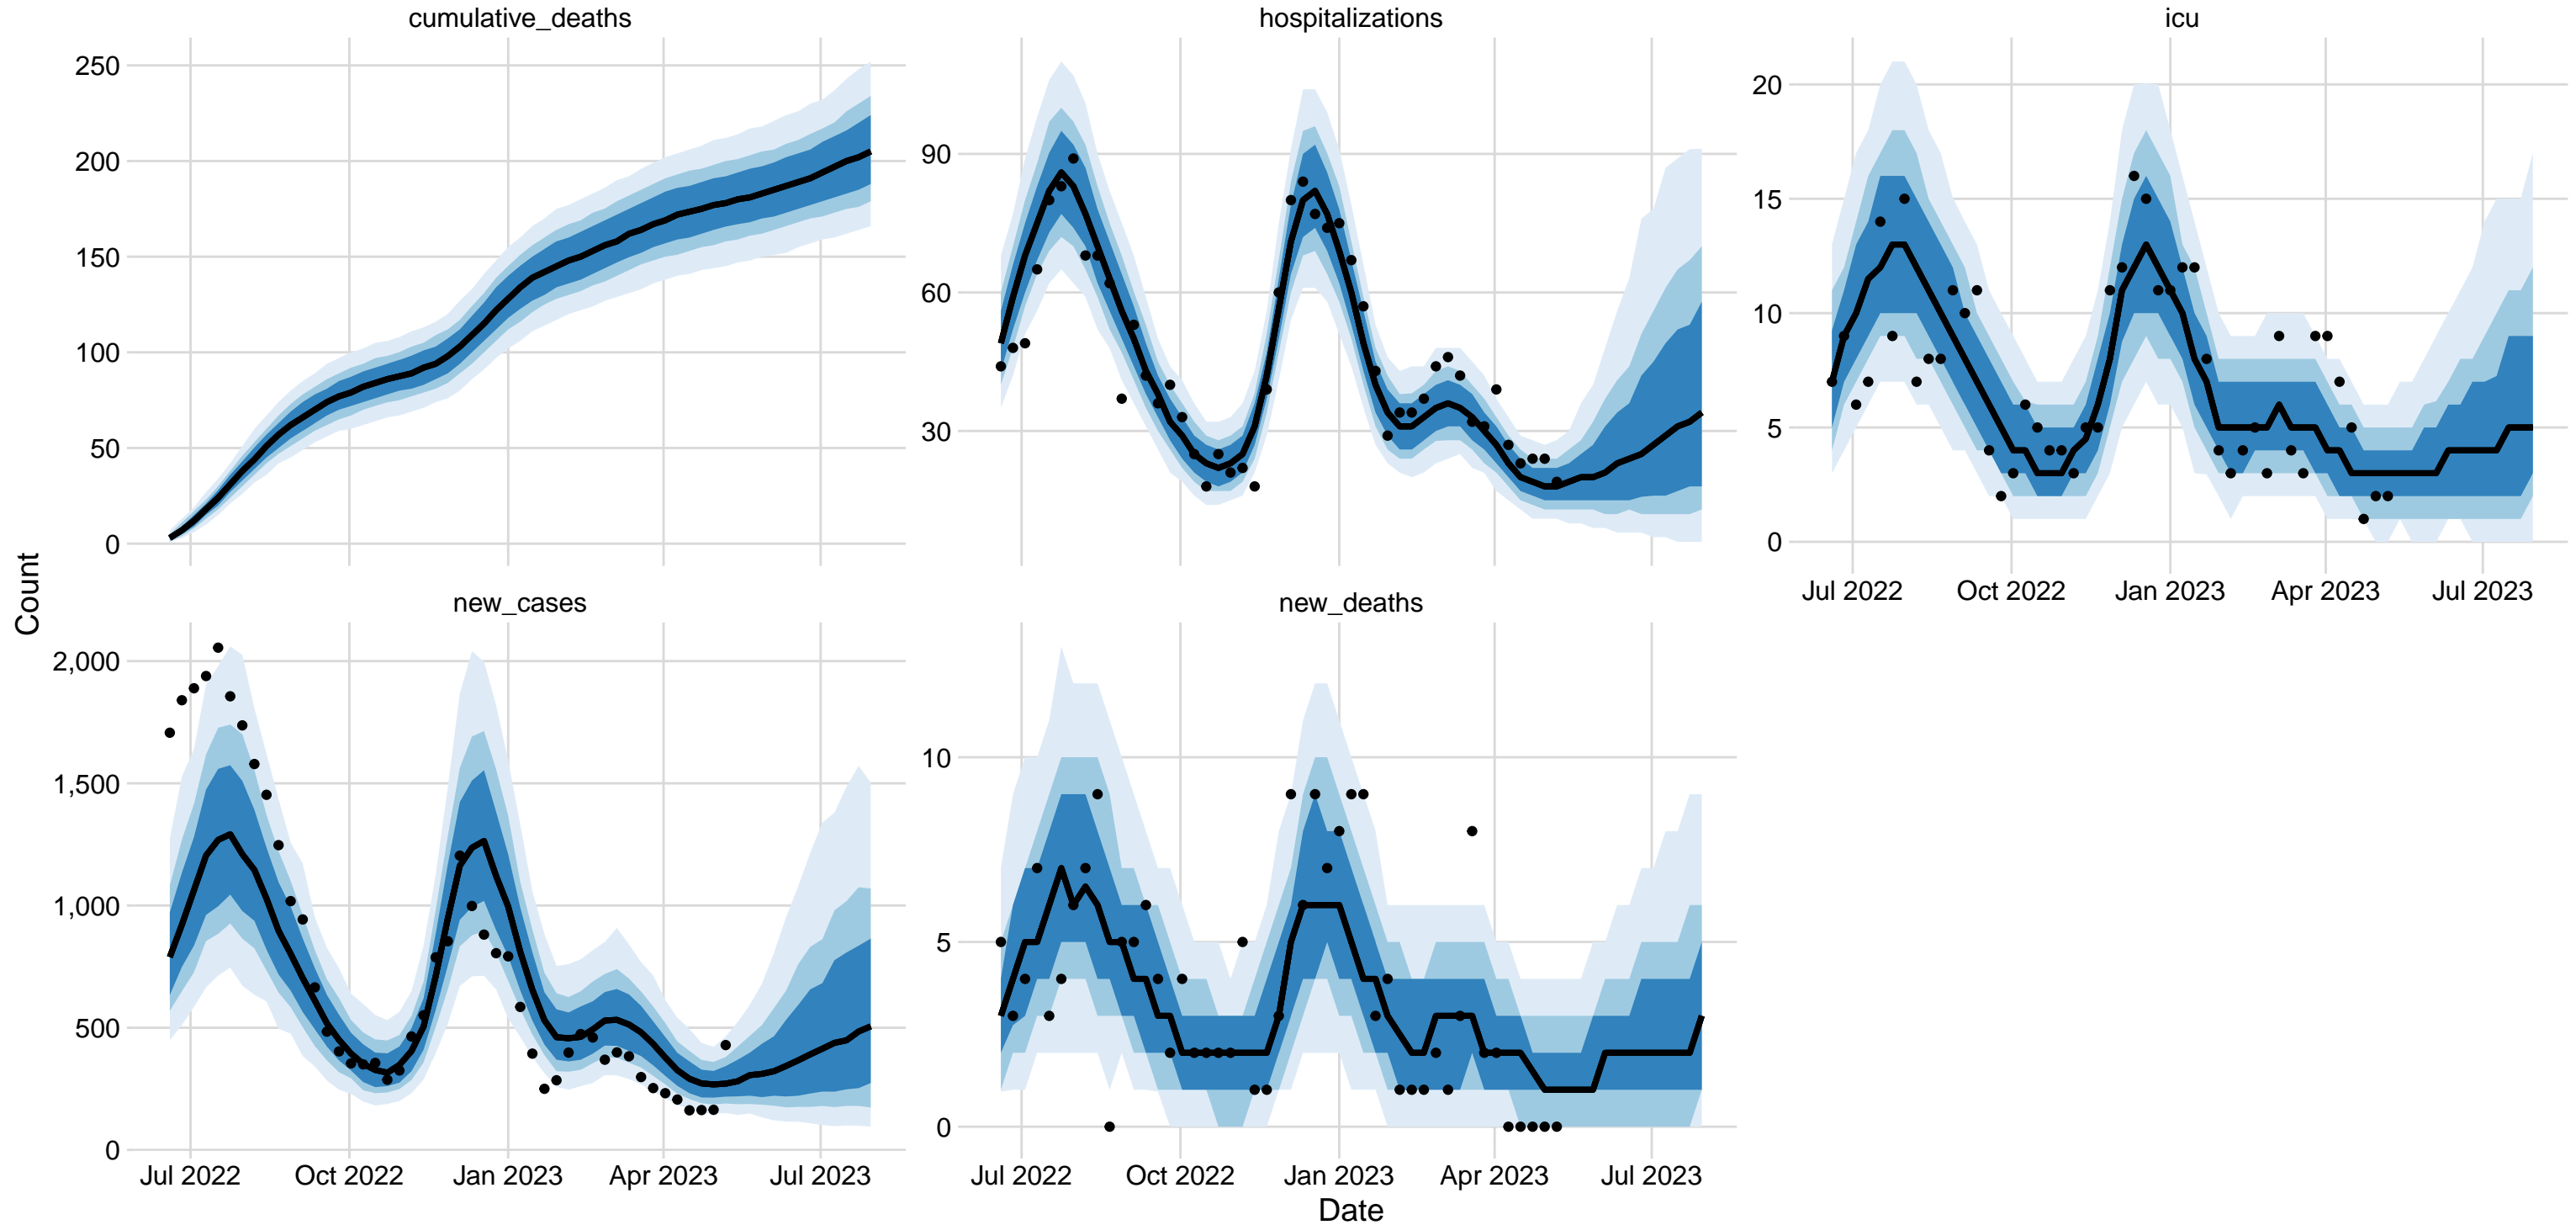 cumulative_deaths
hospitalizations
icu
250
200
150
100
50
0
90
60
30
20
15
10
5
0
Jul 2022 Oct 2022 Jan 2023 Apr 2023 Jul 2023
Count
new_cases
new_deaths
2,000
1,500
1,000
500
0
10
5
0
Jul 2022 Oct 2022 Jan 2023 Apr 2023 Jul 2023
Jul 2022 Oct 2022 Jan 2023 Apr 2023 Jul 2023
Date